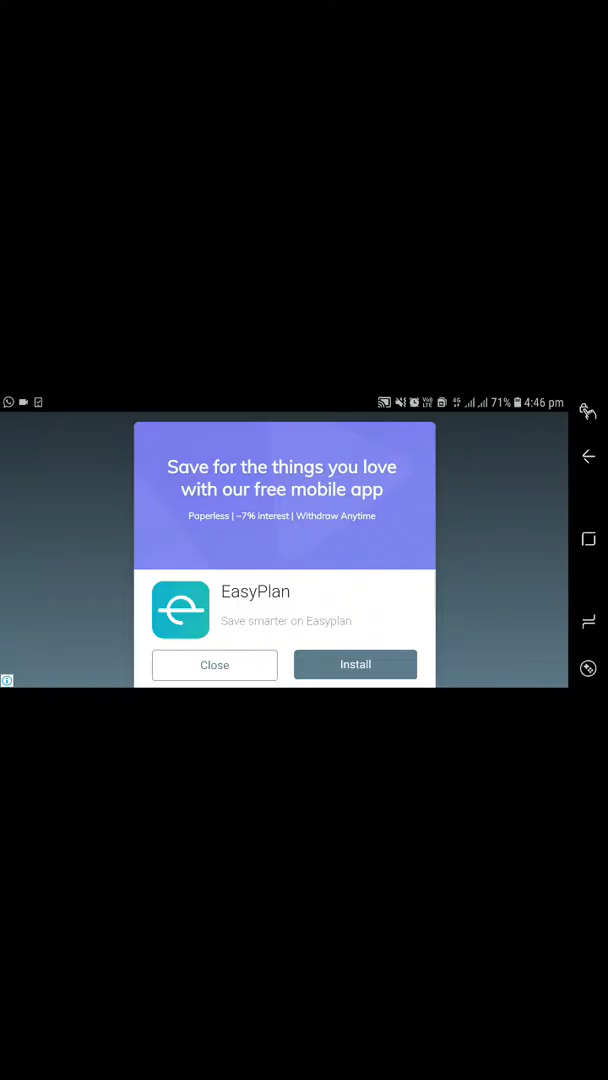 4G 71% 4:46 pm
Save for the things you love
with our free mobile app
Paperless | ~7% interest | Withdraw Anytime
EasyPlan
Save smarter on Easyplan
Close Install